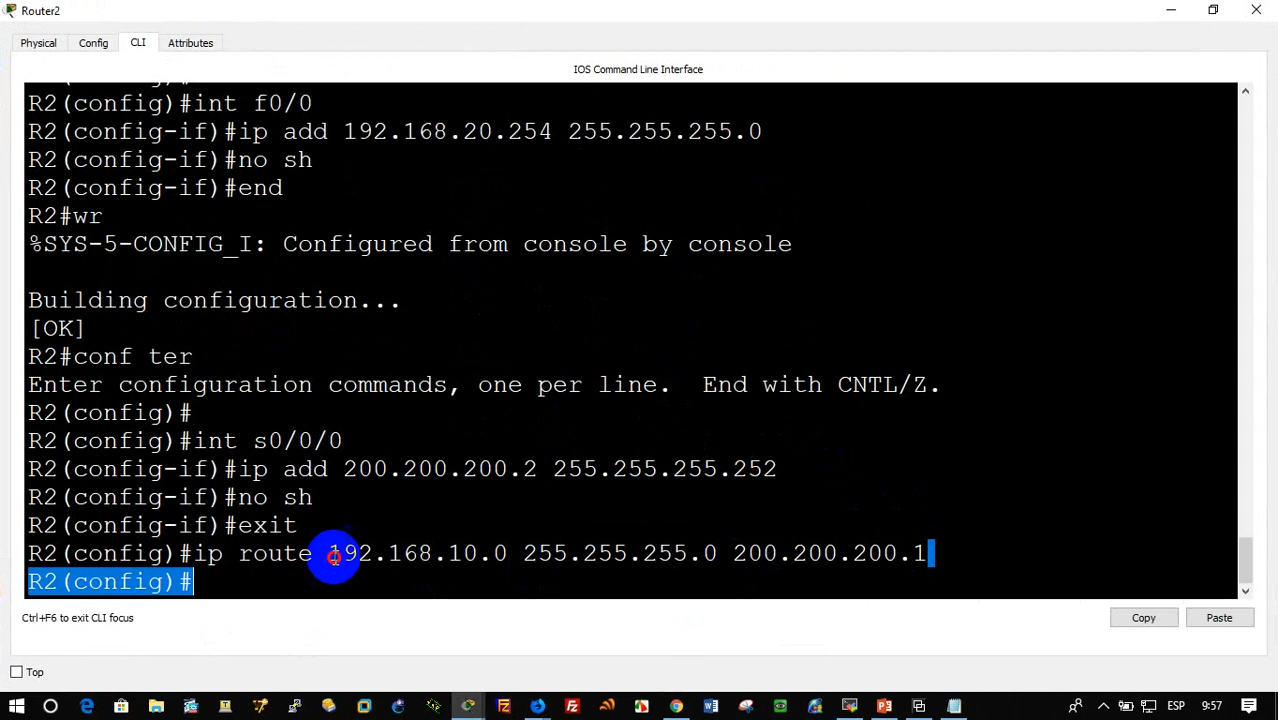 Router2
Physical Config CLI Attributes
IOS Command Line Interface
R2(config)#int f0/0
R2(config-if)#ip add 192.168.20.254 255.255.255.0
R2(config-if)#no sh
R2(config-if)#end
R2#wr
%SYS-5-CONFIG_I: Configured from console by console
Building configuration...
[OK]
R2#conf ter
Enter configuration commands, one per line.  End with CNTL/Z.
R2(config)#
R2(config)#int s0/0/0
R2(config-if)#ip add 200.200.200.2 255.255.255.252
R2(config-if)#no sh
R2(config-if)#exit
R2(config)#ip route 192.168.10.0 255.255.255.0 200.200.200.1
R2(config)#
Ctrl+F6 to exit CLI focus
Copy Paste
Top
ESP 9:57